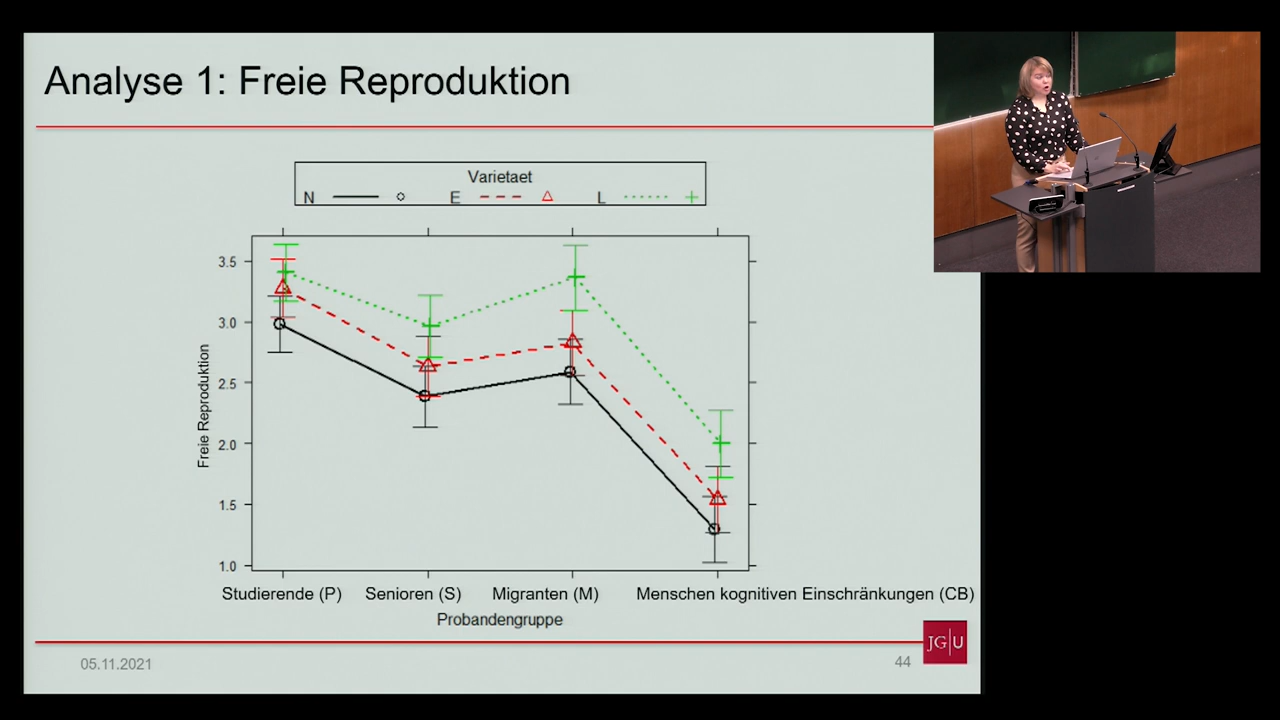 Analyse 1: Freie Reproduktion
Varietaet
N E L
3.5
3.0
2.5
2.0
1.5
1.0
Freie Reproduktion
Studierende (P) Senioren (S) Migranten (M) Menschen kognitiven Einschränkungen (CB)
Probandengruppe
05.11.2021
44
JG|U